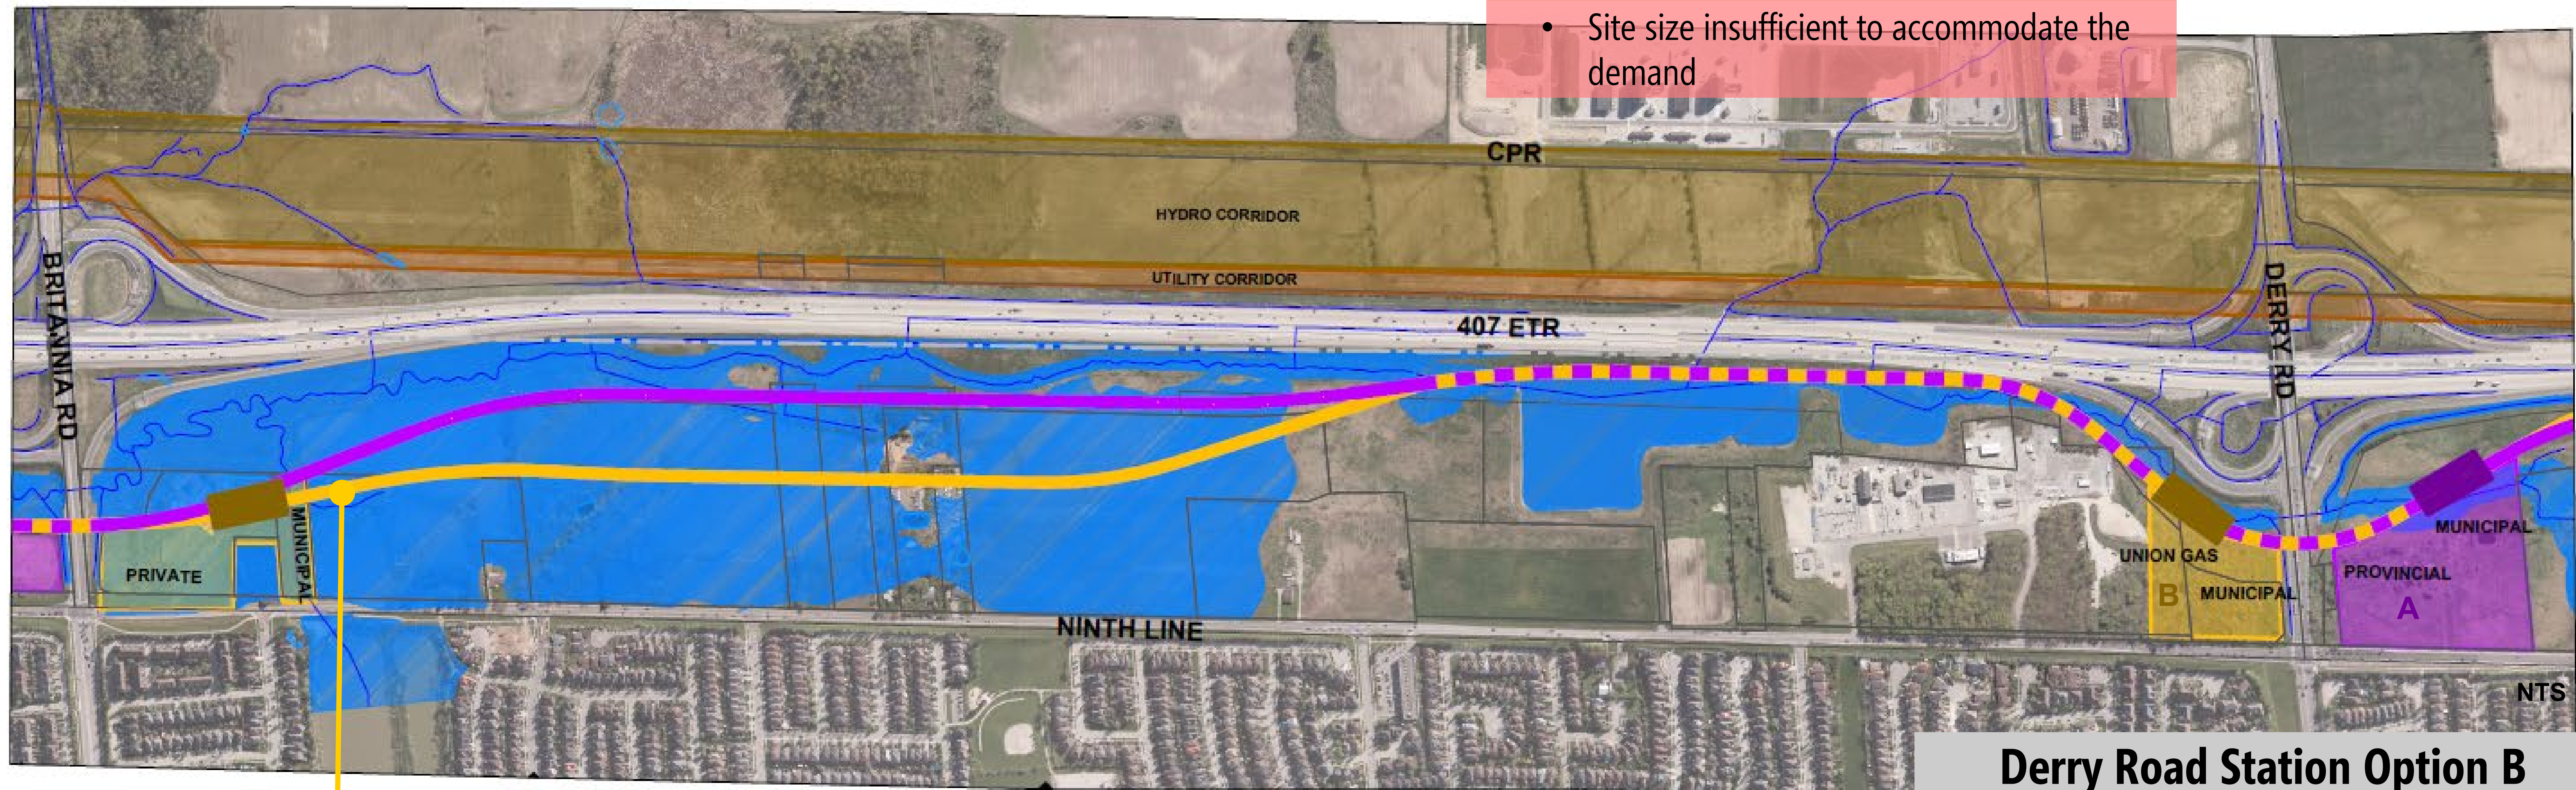 • Site size insufficient to accommodate the
demand
CPR
HYDRO CORRIDOR
UTILITY CORRIDOR
BRITANNIA RD
407 ETR
DERRY RD
MUNICIPAL
PRIVATE
MUNICIPAL
UNION GAS
PROVINCIAL
B
MUNICIPAL
A
NINTH LINE
NTS
Derry Road Station Option B